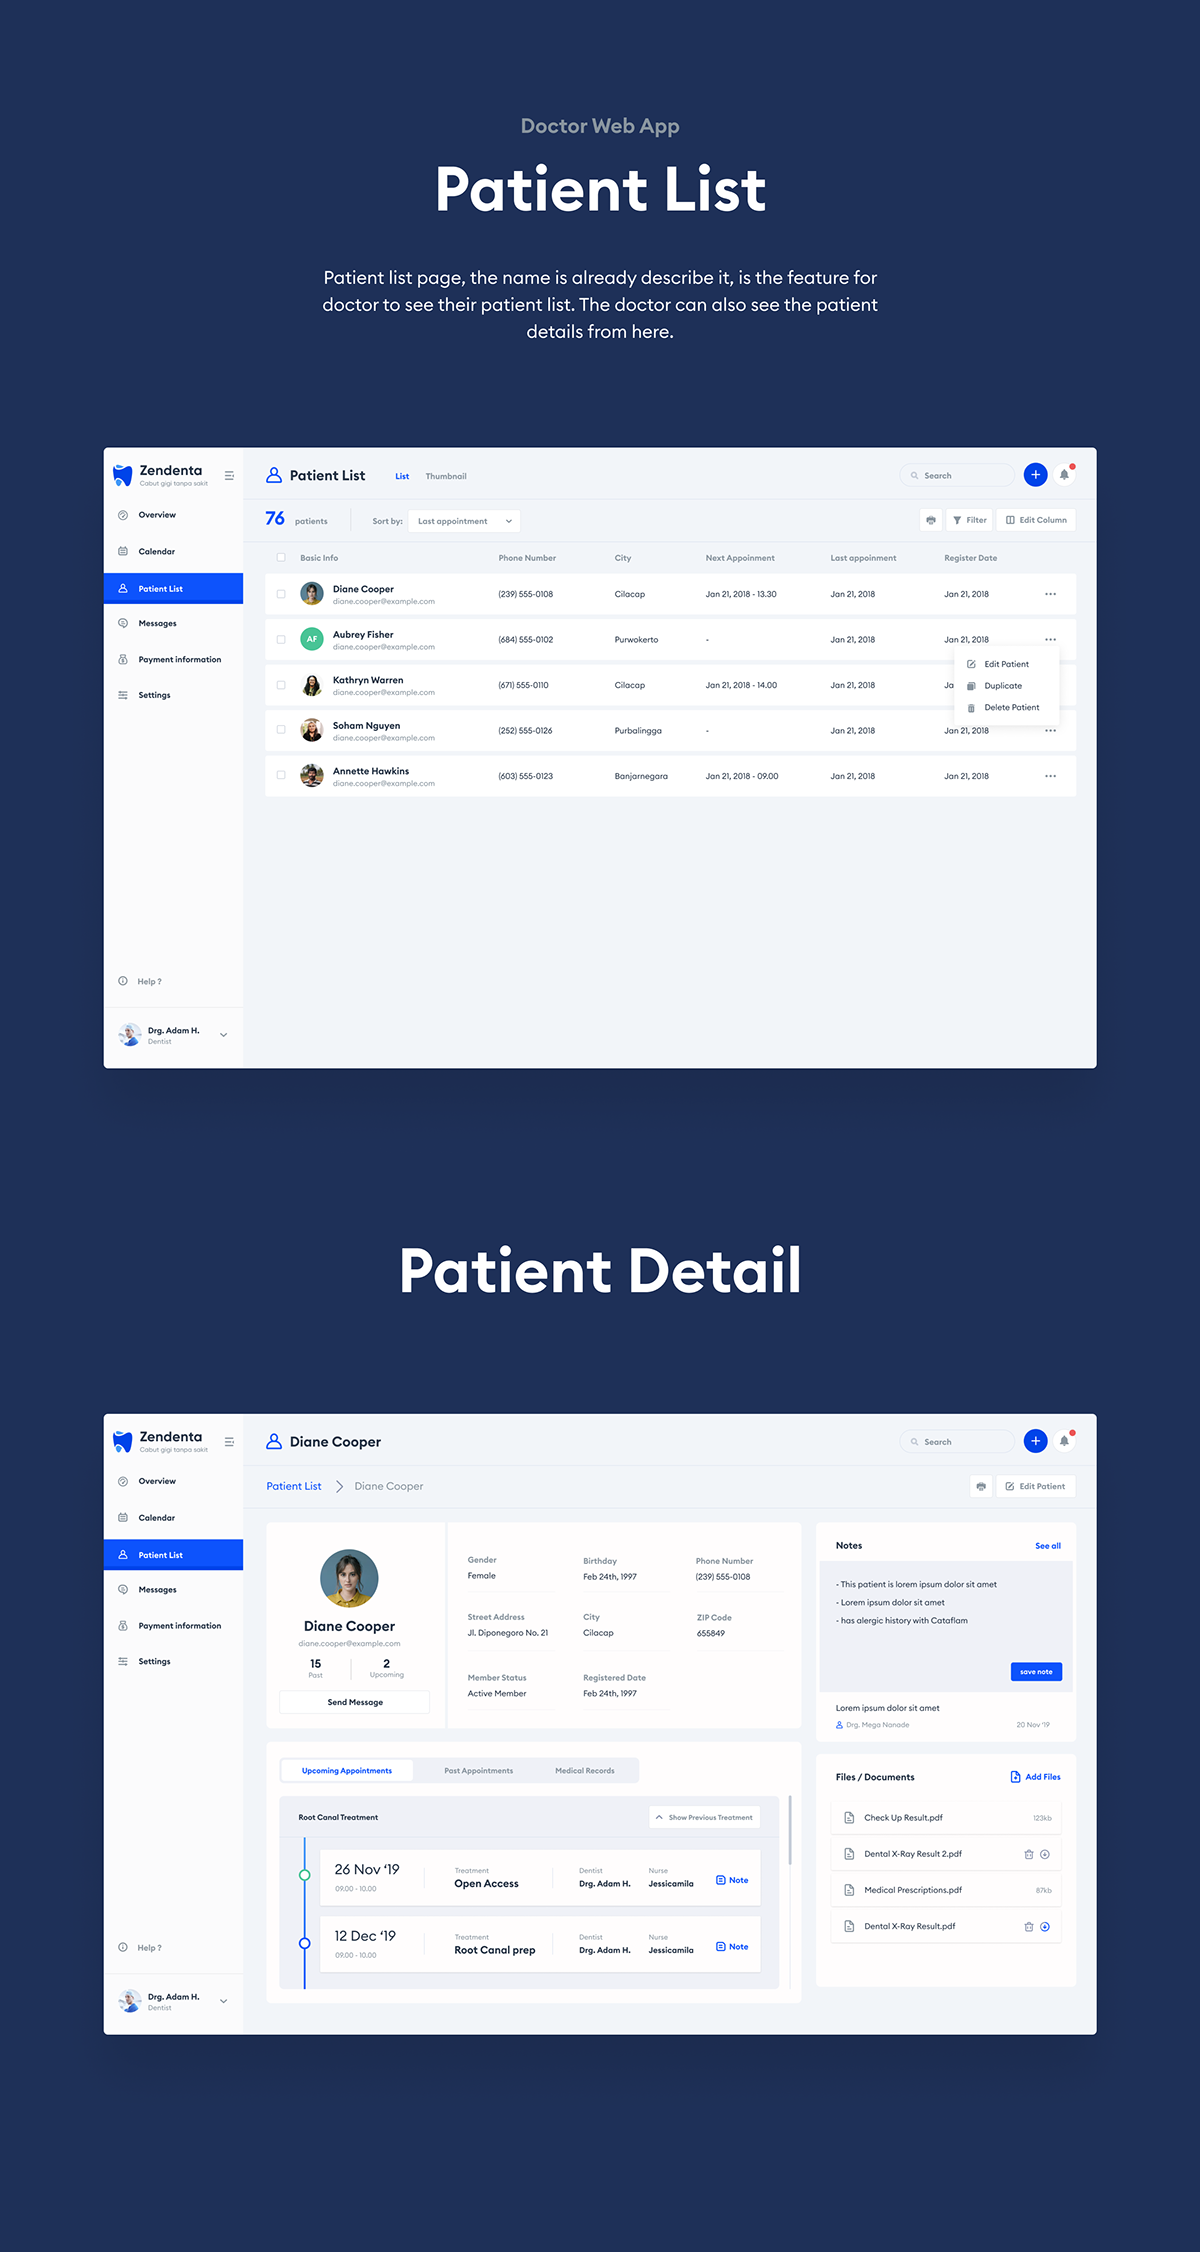 Doctor Web App
Patient List
Patient list page, the name is already describe it, is the feature for
doctor to see their patient list. The doctor can also see the patient
details from here.
Zendenta
Cabut gigi tanpa sakit
Overview
Calendar
Patient List
Messages
Payment information
Settings
Help ?
Drg. Adam H.
Dentist
Patient List List Thumbnail Search
76 patients Sort by: Last appointment Filter Edit Column
Basic Info Phone Number City Next Appoinment Last appoinment Register Date
Diane Cooper
diane.cooper@example.com
(239) 555-0108 Cilacap Jan 21, 2018 - 13.30 Jan 21, 2018 Jan 21, 2018
AF
Aubrey Fisher
diane.cooper@example.com
(684) 555-0102 Purwokerto - Jan 21, 2018 Jan 21, 2018
Kathryn Warren
diane.cooper@example.com
(671) 555-0110 Cilacap Jan 21, 2018 - 14.00 Jan 21, 2018 Ja
Soham Nguyen
diane.cooper@example.com
(252) 555-0126 Purbalingga - Jan 21, 2018 Jan 21, 2018
Annette Hawkins
diane.cooper@example.com
(603) 555-0123 Banjarnegara Jan 21, 2018 - 09.00 Jan 21, 2018 Jan 21, 2018
Edit Patient
Duplicate
Delete Patient
Patient Detail
Zendenta
Cabut gigi tanpa sakit
Overview
Calendar
Patient List
Messages
Payment information
Settings
Help ?
Drg. Adam H.
Dentist
Diane Cooper Search
Patient List Diane Cooper Edit Patient
Diane Cooper
diane.cooper@example.com
15 2
Past Upcoming
Send Message
Gender Birthday Phone Number
Female Feb 24th, 1997 (239) 555-0108
Street Address City ZIP Code
Jl. Diponegoro No. 21 Cilacap 655849
Member Status Registered Date
Active Member Feb 24th, 1997
Notes See all
- This patient is lorem ipsum dolor sit amet
- Lorem ipsum dolor sit amet
- has alergic history with Cataflam
save note
Lorem ipsum dolor sit amet
Drg. Mega Nanade 20 Nov '19
Upcoming Appointments Past Appointments Medical Records
Root Canal Treatment Show Previous Treatment
26 Nov ‘19 Treatment Dentist Nurse
09.00 - 10.00 Open Access Drg. Adam H. Jessicamila Note
12 Dec ‘19 Treatment Dentist Nurse
09.00 - 10.00 Root Canal prep Drg. Adam H. Jessicamila Note
Files / Documents Add Files
Check Up Result.pdf 123kb
Dental X-Ray Result 2.pdf
Medical Prescriptions.pdf 87kb
Dental X-Ray Result.pdf